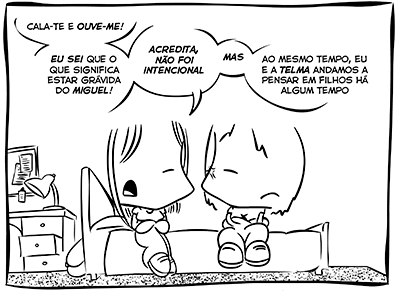 CALA-TE E OUVE-ME!
EU SEI QUE O
QUE SIGNIFICA
ESTAR GRÁVIDA
DO MIGUEL!
ACREDITA,
NÃO FOI
INTENCIONAL
MAS
AO MESMO TEMPO, EU
E A TELMA ANDAMOS A
PENSAR EM FILHOS HÁ
ALGUM TEMPO